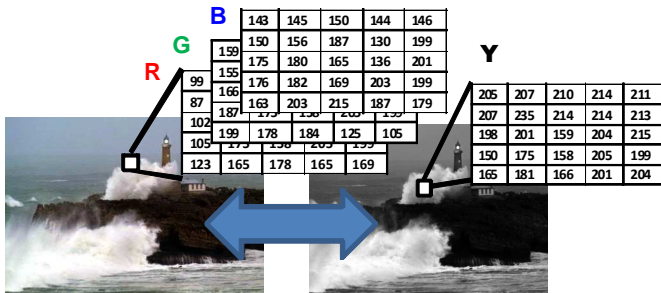 B
G
R
143 145 150 144 146
150 156 187 130 199
175 180 165 136 201
176 182 169 203 199
163 203 215 187 179
159
155
166
187
199 178 184 125 105
99
87
102
105
123 165 178 165 169
Y
205 207 210 214 211
207 235 214 214 213
198 201 159 204 215
150 175 158 205 199
165 181 166 201 204